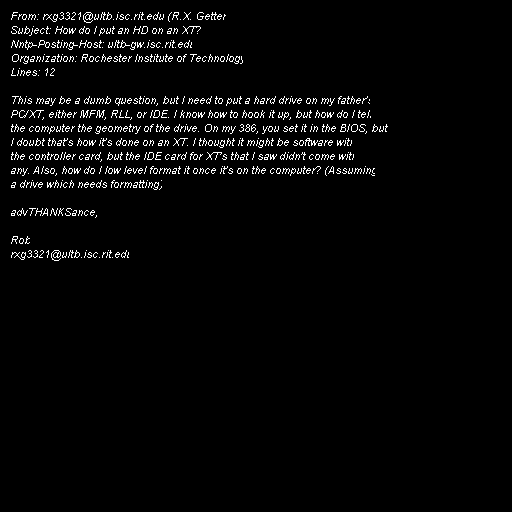 From: rxg3321@ultb.isc.rit.edu (R.X. Getter
Subject: How do I put an HD on an XT?
Nntp-Posting-Host: ultb-gw.isc.rit.edu
Organization: Rochester Institute of Technology
Lines: 12

This may be a dumb question, but I need to put a hard drive on my father's
PC/XT, either MFM, RLL, or IDE. I know how to hook it up, but how do I tell
the computer the geometry of the drive. On my 386, you set it in the BIOS, but
I doubt that's how it's done on an XT. I thought it might be software with
the controller card, but the IDE card for XT's that I saw didn't come with
any. Also, how do I low level format it once it's on the computer? (Assuming
a drive which needs formatting)

advTHANKSance,

Rob
rxg3321@ultb.isc.rit.edu